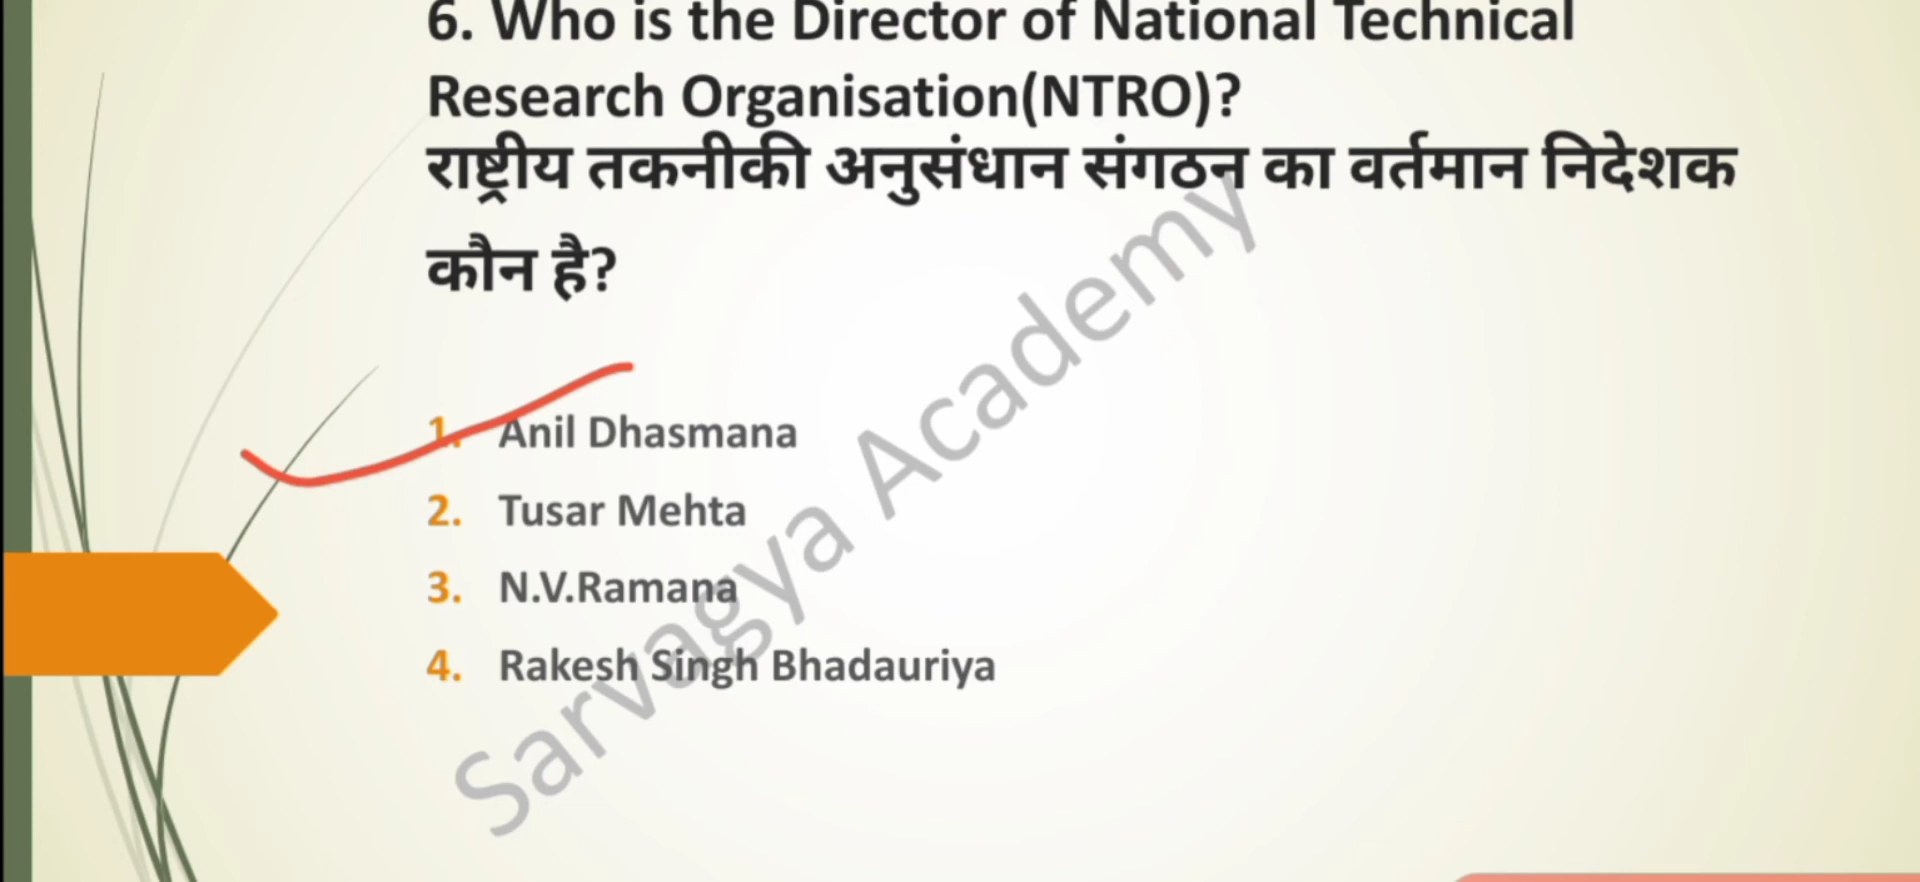 6. Who is the Director of National Technical
Research Organisation(NTRO)?
राष्ट्रीय तकनीकी अनुसंधान संगठन का वर्तमान निदेशक
कौन है?
1. Anil Dhasmana
2. Tusar Mehta
3. N.V.Ramana
4. Rakesh Singh Bhadauriya
Sarvagya Academy